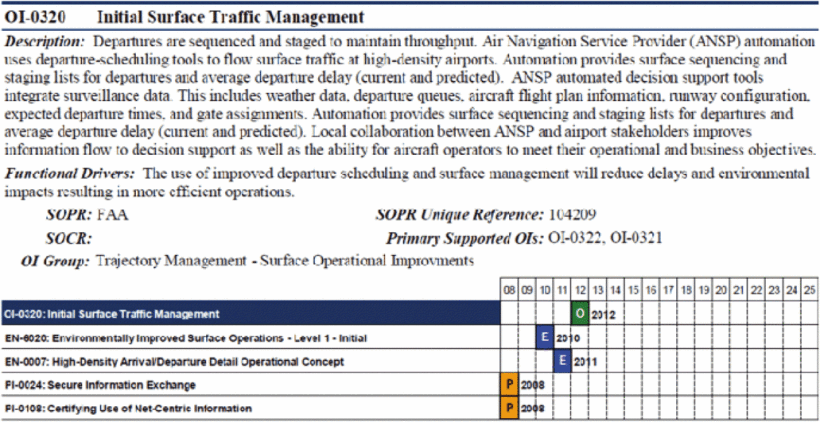 OI-0320 Initial Surface Traffic Management
Description: Departures are sequenced and staged to maintain throughput. Air Navigation Service Provider (ANSP) automation
uses departure-scheduling tools to flow surface traffic at high-density airports. Automation provides surface sequencing and
staging lists for departures and average departure delay (current and predicted). ANSP automated decision support tools
integrate surveillance data. This includes weather data, departure queues, aircraft flight plan information, runway configuration,
expected departure times, and gate assignments. Automation provides surface sequencing and staging lists for departures and
average departure delay (current and predicted). Local collaboration between ANSP and airport stakeholders improves
information flow to decision support as well as the ability for aircraft operators to meet their operational and business objectives.
Functional Drivers: The use of improved departure scheduling and surface management will reduce delays and environmental
impacts resulting in more efficient operations.
SOPR: FAA SOPR Unique Reference: 104209
SOCR: Primary Supported OIs: OI-0322, OI-0321
OI Group: Trajectory Management - Surface Operational Improvments
08 09 10 11 12 13 14 15 16 17 18 19 20 21 22 23 24 25
OI-0320: Initial Surface Traffic Management O 2012
EN-6020: Environmentally Improved Surface Operations - Level 1 - Initial E 2010
EN-0007: High-Density Arrival/Departure Detail Operational Concept E 2011
PI-0024: Secure Information Exchange P 2008
PI-0108: Certifying Use of Net-Centric Information P 2008